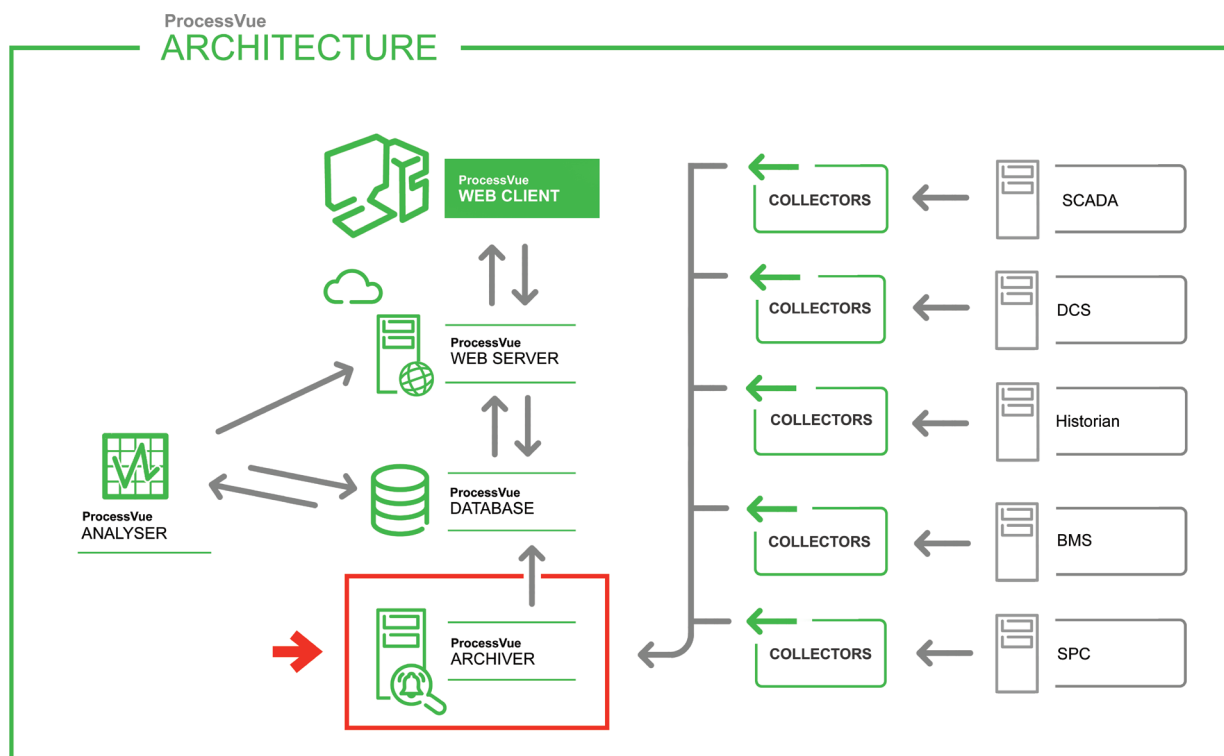 ProcessVue
ARCHITECTURE
ProcessVue
WEB CLIENT
ProcessVue
WEB SERVER
ProcessVue
ANALYSER
ProcessVue
DATABASE
ProcessVue
ARCHIVER
COLLECTORS
SCADA
COLLECTORS
DCS
COLLECTORS
Historian
COLLECTORS
BMS
COLLECTORS
SPC